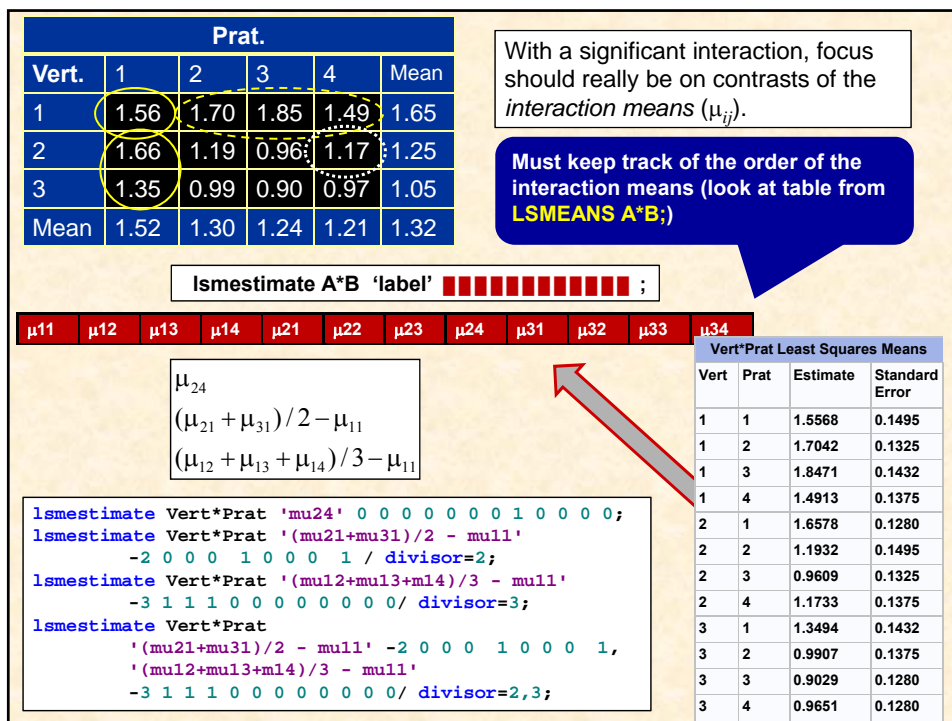 Prat.
Vert. 1 2 3 4 Mean
1 1.56 1.70 1.85 1.49 1.65
2 1.66 1.19 0.96 1.17 1.25
3 1.35 0.99 0.90 0.97 1.05
Mean 1.52 1.30 1.24 1.21 1.32
With a significant interaction, focus
should really be on contrasts of the
interaction means (μij).
Must keep track of the order of the
interaction means (look at table from
LSMEANS A*B;)
lsmestimate A*B ‘label’ ;
μ11 μ12 μ13 μ14 μ21 μ22 μ23 μ24 μ31 μ32 μ33 μ34
μ24
(μ21 + μ31) / 2 − μ11
(μ12 + μ13 + μ14) / 3 − μ11
lsmestimate Vert*Prat 'mu24' 0 0 0 0 0 0 0 1 0 0 0 0;
lsmestimate Vert*Prat '(mu21+mu31)/2 - mu11'
-2 0 0 0 1 0 0 0 1 / divisor=2;
lsmestimate Vert*Prat '(mu12+mu13+m14)/3 - mu11'
-3 1 1 1 0 0 0 0 0 0 0 0/ divisor=3;
lsmestimate Vert*Prat
'(mu21+mu31)/2 - mu11' -2 0 0 0 1 0 0 0 1,
'(mu12+mu13+m14)/3 - mu11'
-3 1 1 1 0 0 0 0 0 0 0 0/ divisor=2,3;
Vert*Prat Least Squares Means
Vert Prat Estimate Standard
Error
1 1 1.5568 0.1495
1 2 1.7042 0.1325
1 3 1.8471 0.1432
1 4 1.4913 0.1375
2 1 1.6578 0.1280
2 2 1.1932 0.1495
2 3 0.9609 0.1325
2 4 1.1733 0.1375
3 1 1.3494 0.1432
3 2 0.9907 0.1375
3 3 0.9029 0.1280
3 4 0.9651 0.1280